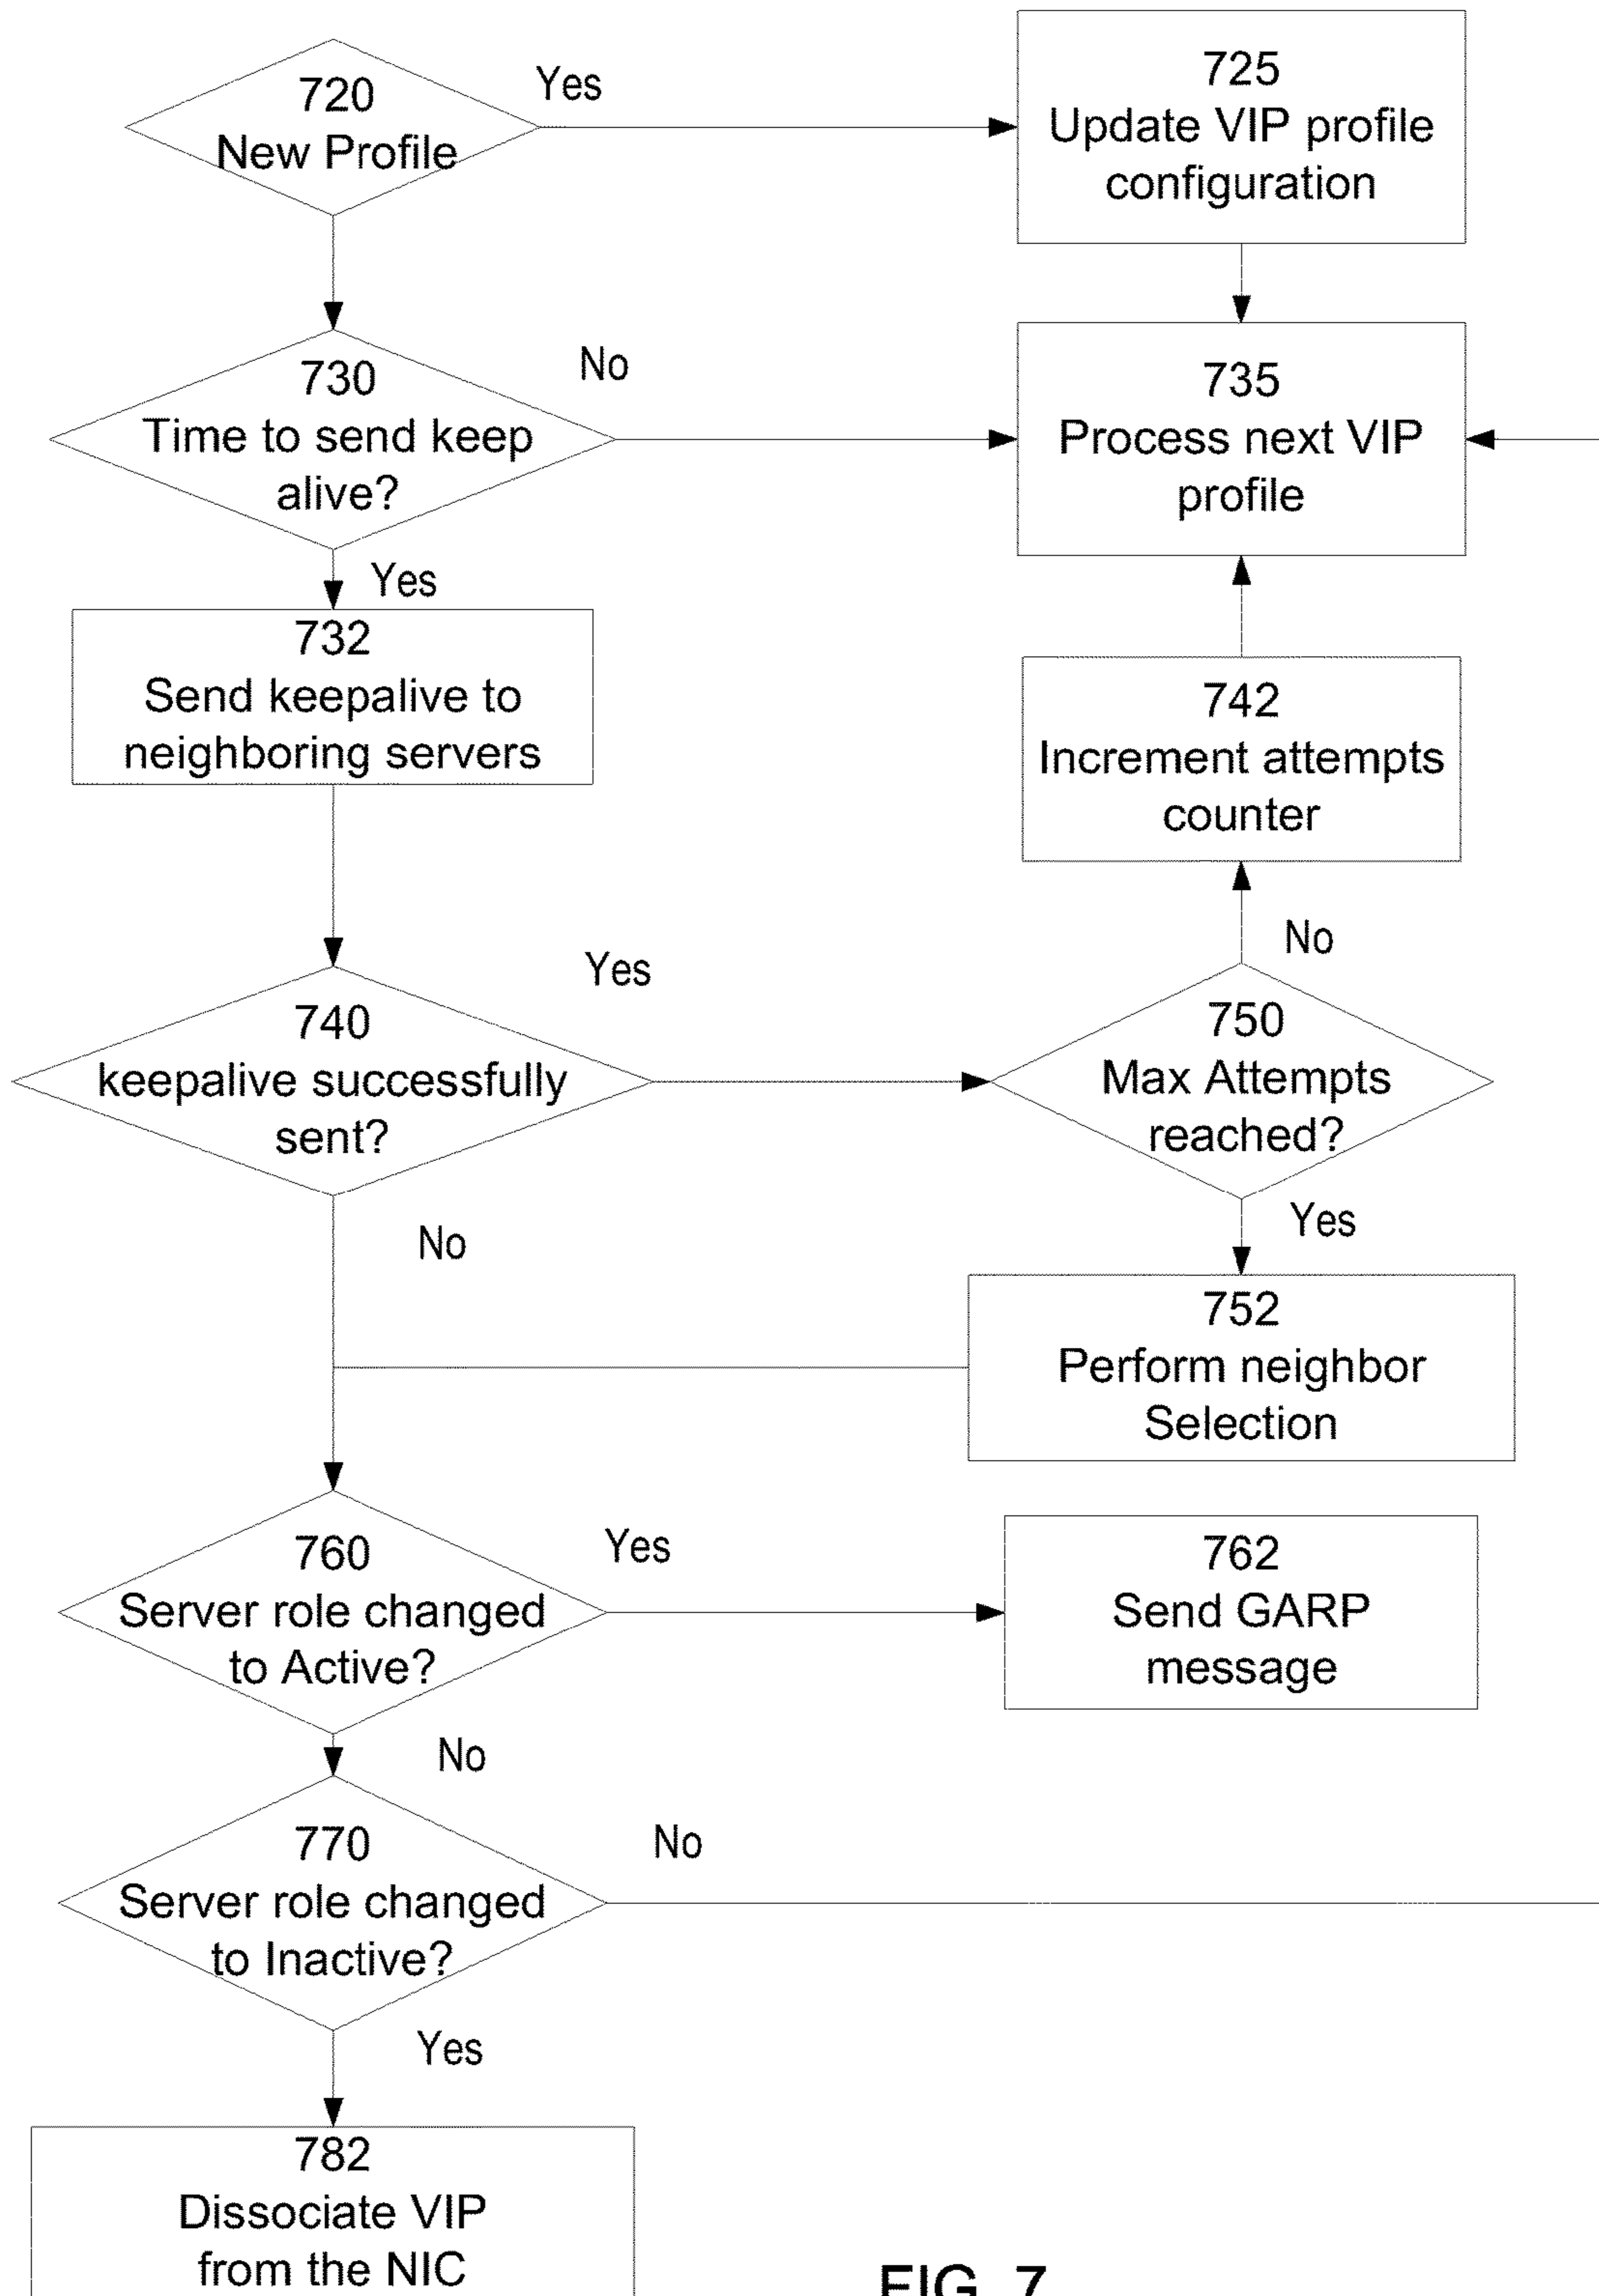 720
New Profile
Yes
725
Update VIP profile
configuration
730
Time to send keep
alive?
No
735
Process next VIP
profile
Yes
732
Send keepalive to
neighboring servers
742
Increment attempts
counter
No
740
keepalive successfully
sent?
Yes
750
Max Attempts
reached?
No
Yes
752
Perform neighbor
Selection
760
Server role changed
to Active?
Yes
762
Send GARP
message
No
770
Server role changed
to Inactive?
No
Yes
782
Dissociate VIP
from the NIC
FIG. 7